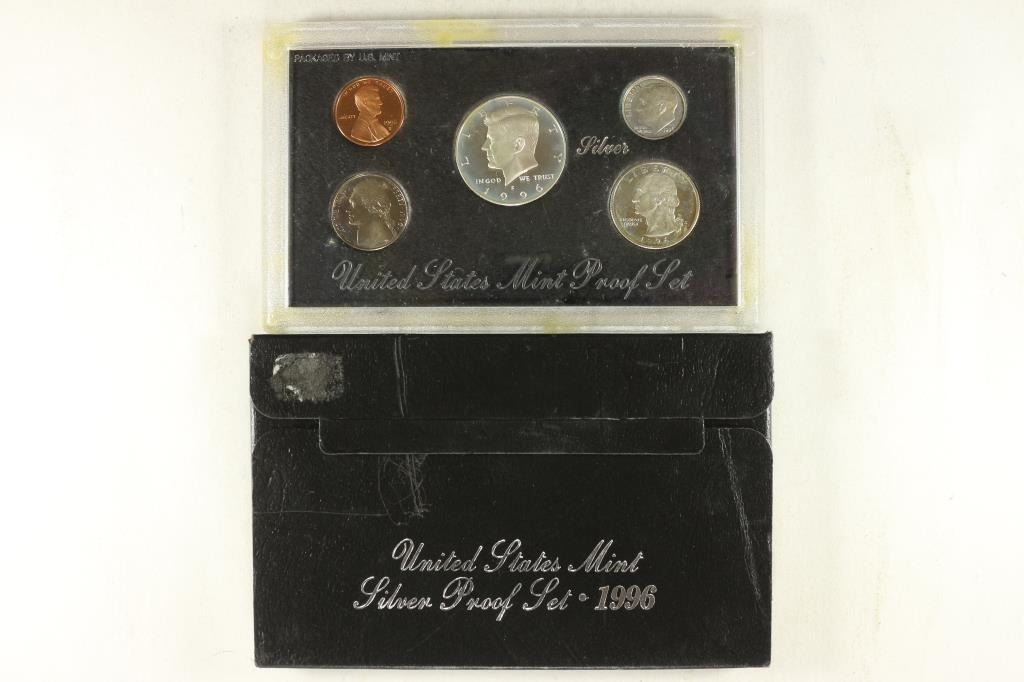 PACKAGED BY U.S. MINT
LIBERTY
IN GOD WE TRUST
S
1996
Silver
LIBERTY
United States Mint Proof Set
United States Mint
Silver Proof Set • 1996